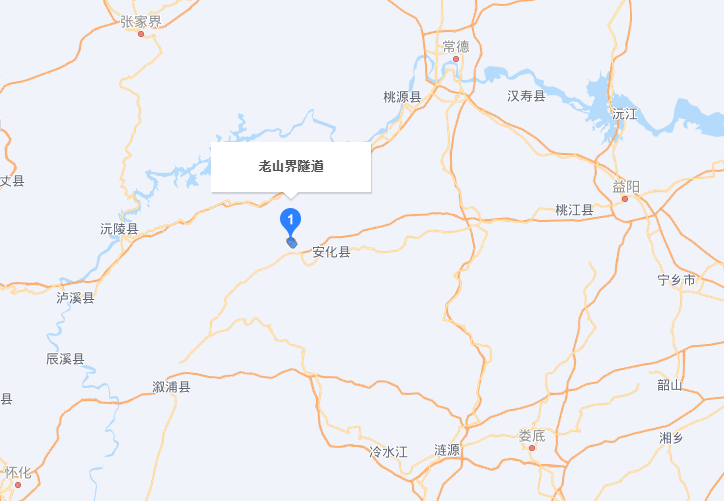 张家界
常德
桃源县
汉寿县
沅江
老山界隧道
文县
益阳
桃江县
1
沅陵县
安化县
宁乡市
泸溪县
辰溪县
溆浦县
韶山
县
娄底
湘乡
冷水江
涟源
怀化